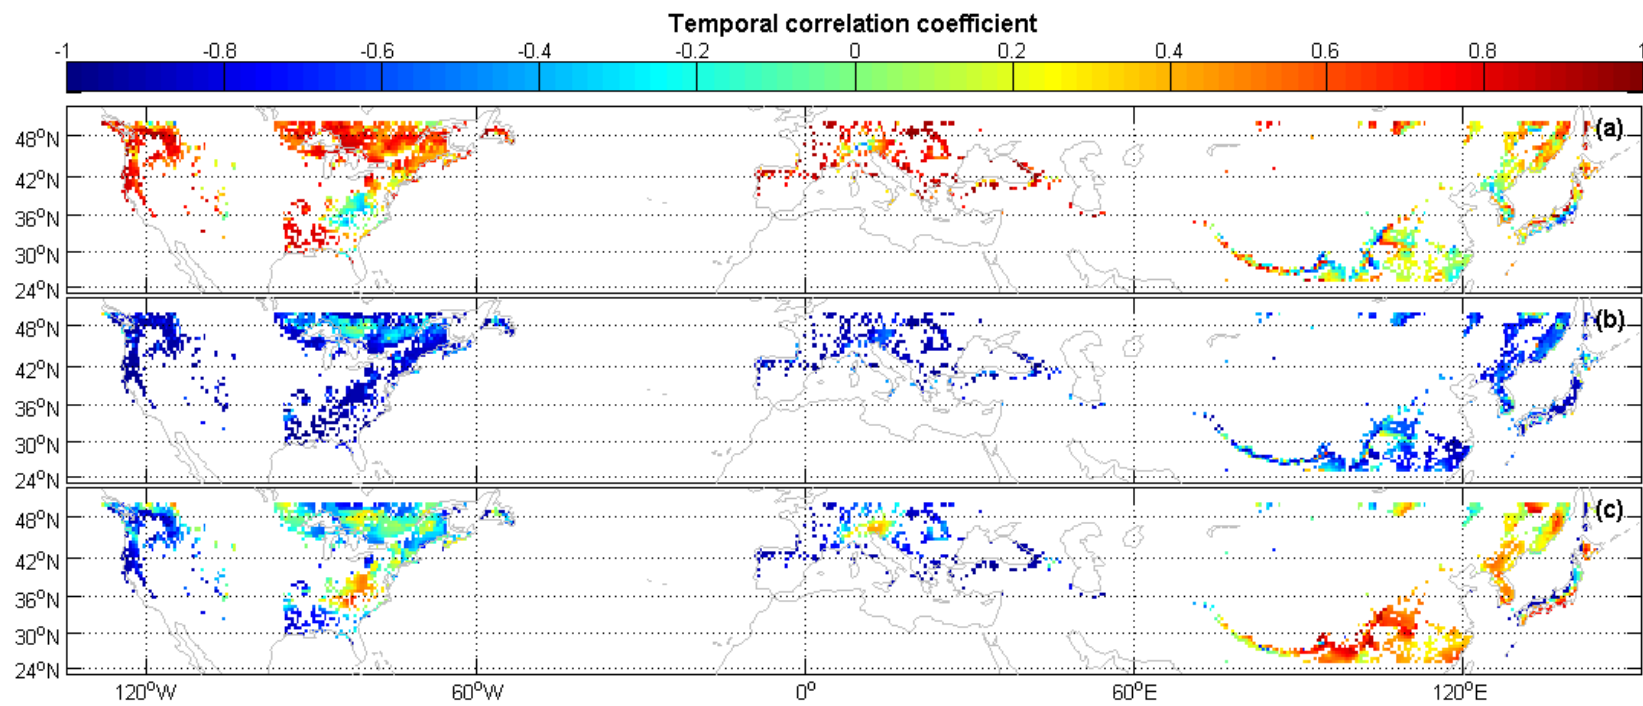 Temporal correlation coefficient
-1 -0.8 -0.6 -0.4 -0.2 0 0.2 0.4 0.6 0.8 1
(a)
48°N
42°N
36°N
30°N
24°N
(b)
48°N
42°N
36°N
30°N
24°N
(c)
48°N
42°N
36°N
30°N
24°N
120°W 60°W 0° 60°E 120°E